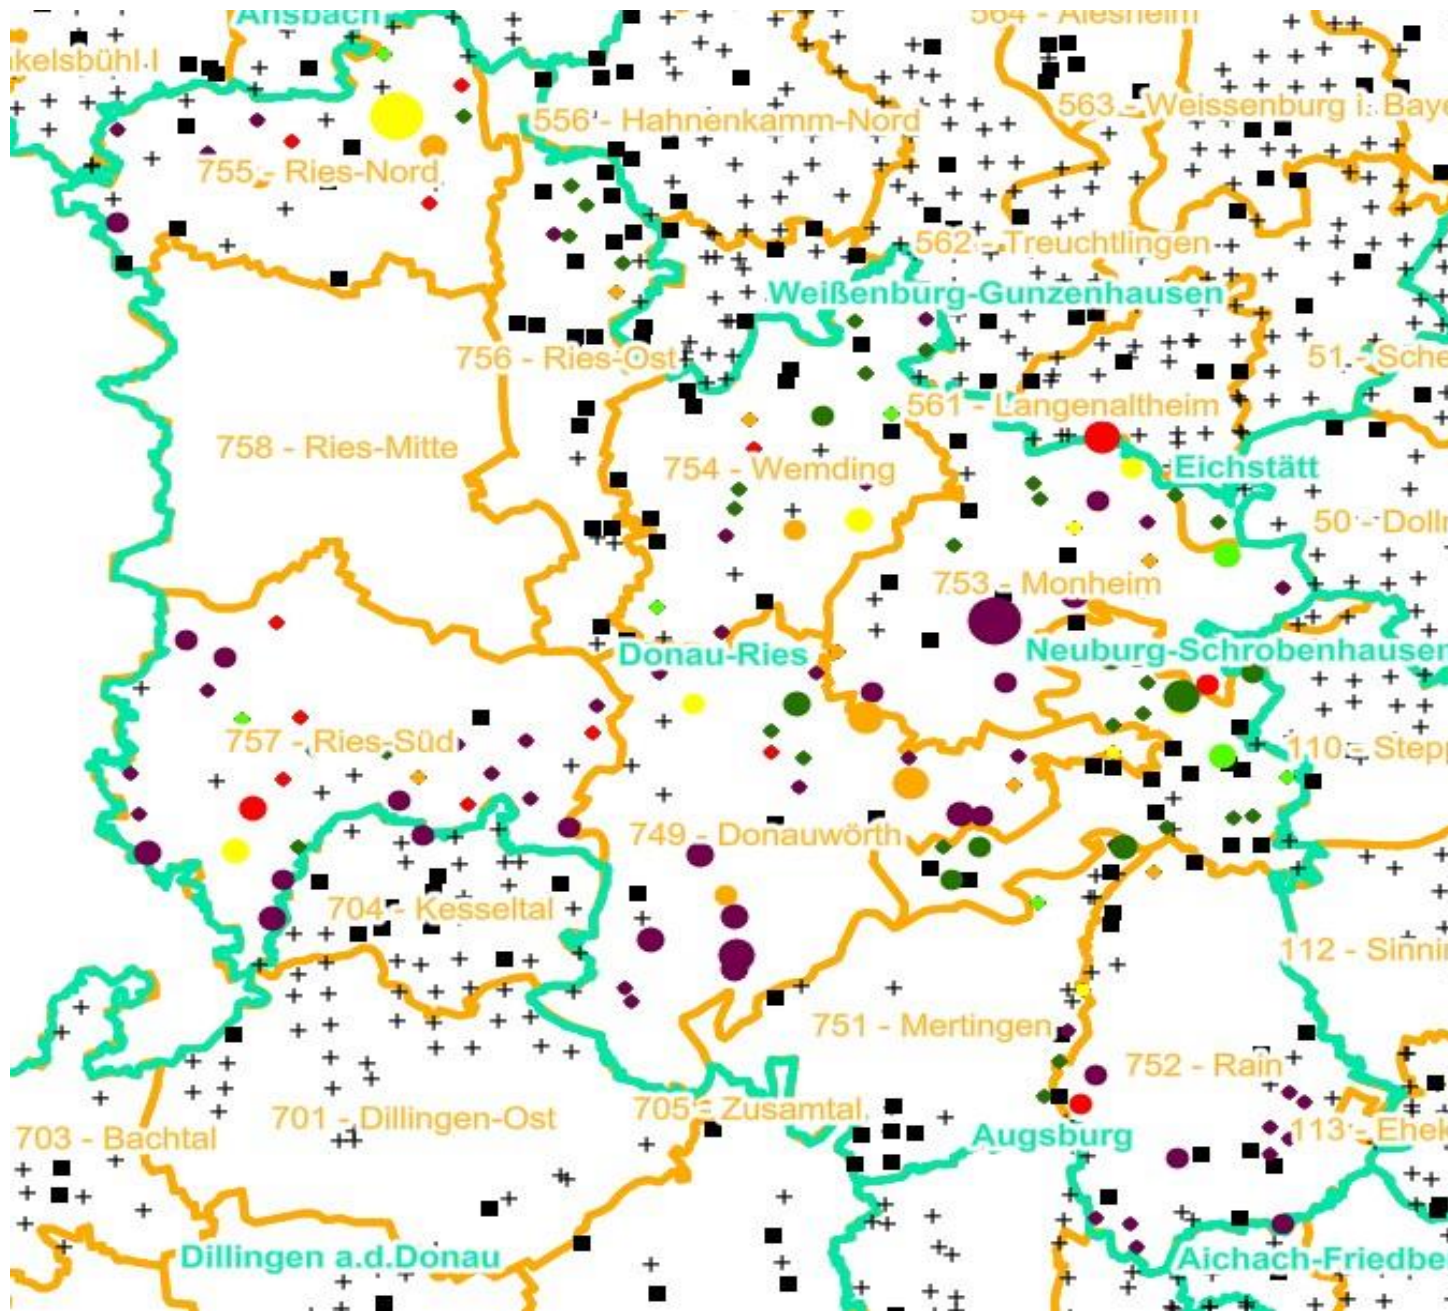 Ansbach
564 - Alesheim
nkelsbühl I
563 - Weissenburg i. Baye
556 - Hahnenkamm-Nord
755 - Ries-Nord
562 - Treuchtlingen
Weißenburg-Gunzenhausen
756 - Ries-Ost
51 - Sche
561 - Langenaltheim
758 - Ries-Mitte
754 - Wemding
Eichstätt
50 - Dolln
753 - Monheim
Donau-Ries
Neuburg-Schrobenhausen
757 - Ries-Süd
110 - Stepp
749 - Donauwörth
704 - Kesseltal
112 - Sinnin
751 - Mertingen
752 - Rain
705 - Zusamtal
701 - Dillingen-Ost
703 - Bachtal
Augsburg
113 - Ehek
Dillingen a.d.Donau
Aichach-Friedbe